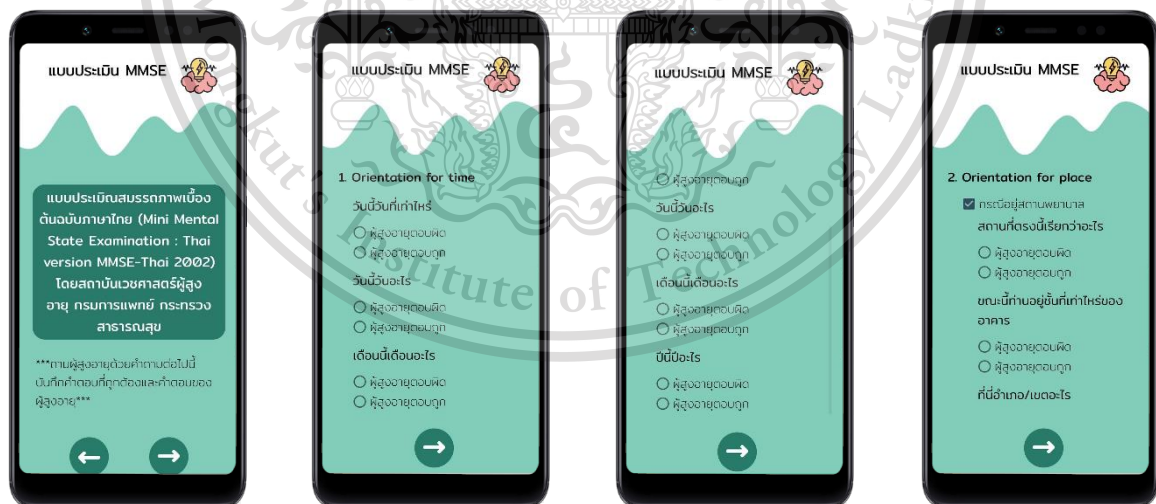 แบบประเมิน MMSE
แบบประเมิณสมรรถภาพเบื้อง
ต้นฉบับภาษาไทย (Mini Mental
State Examination : Thai
version MMSE-Thai 2002)
โดยสถาบันเวชศาสตร์ผู้สูง
อายุ กรมการแพทย์ กระทรวง
สาธารณสุข
***ถามผู้สูงอายุด้วยคำถามต่อไปนี้
บันทึกคำตอบที่ถูกต้องและคำตอบของ
ผู้สูงอายุ***
แบบประเมิน MMSE
1. Orientation for time
วันนี้วันที่เท่าไหร่
ผู้สูงอายุตอบผิด
ผู้สูงอายุตอบถูก
วันนี้วันอะไร
ผู้สูงอายุตอบผิด
ผู้สูงอายุตอบถูก
เดือนนี้เดือนอะไร
ผู้สูงอายุตอบผิด
ผู้สูงอายุตอบถูก
แบบประเมิน MMSE
ผู้สูงอายุตอบถูก
วันนี้วันอะไร
ผู้สูงอายุตอบผิด
ผู้สูงอายุตอบถูก
เดือนนี้เดือนอะไร
ผู้สูงอายุตอบผิด
ผู้สูงอายุตอบถูก
ปีนี้ปีอะไร
ผู้สูงอายุตอบผิด
ผู้สูงอายุตอบถูก
แบบประเมิน MMSE
2. Orientation for place
กรณีอยู่สถานพยาบาล
สถานที่ตรงนี้เรียกว่าอะไร
ผู้สูงอายุตอบผิด
ผู้สูงอายุตอบถูก
ขณะนี้ท่านอยู่ชั้นที่เท่าไหร่ของ
อาคาร
ผู้สูงอายุตอบผิด
ผู้สูงอายุตอบถูก
ที่นี่อำเภอ/เขตอะไร